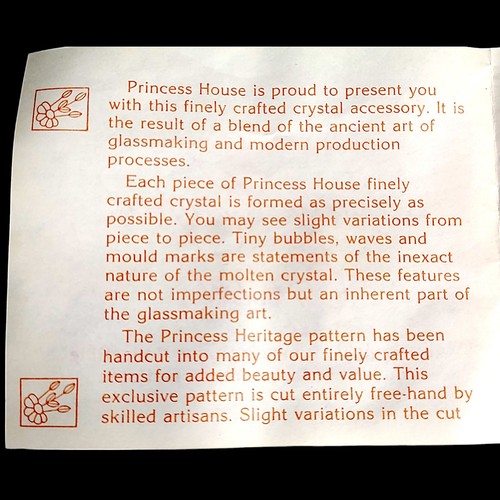 Princess House is proud to present you
with this finely crafted crystal accessory. It is
the result of a blend of the ancient art of
glassmaking and modern production
processes.
Each piece of Princess House finely
crafted crystal is formed as precisely as
possible. You may see slight variations from
piece to piece. Tiny bubbles, waves and
mould marks are statements of the inexact
nature of the molten crystal. These features
are not imperfections but an inherent part of
the glassmaking art.
The Princess Heritage pattern has been
handcut into many of our finely crafted
items for added beauty and value. This
exclusive pattern is cut entirely free-hand by
skilled artisans. Slight variations in the cut